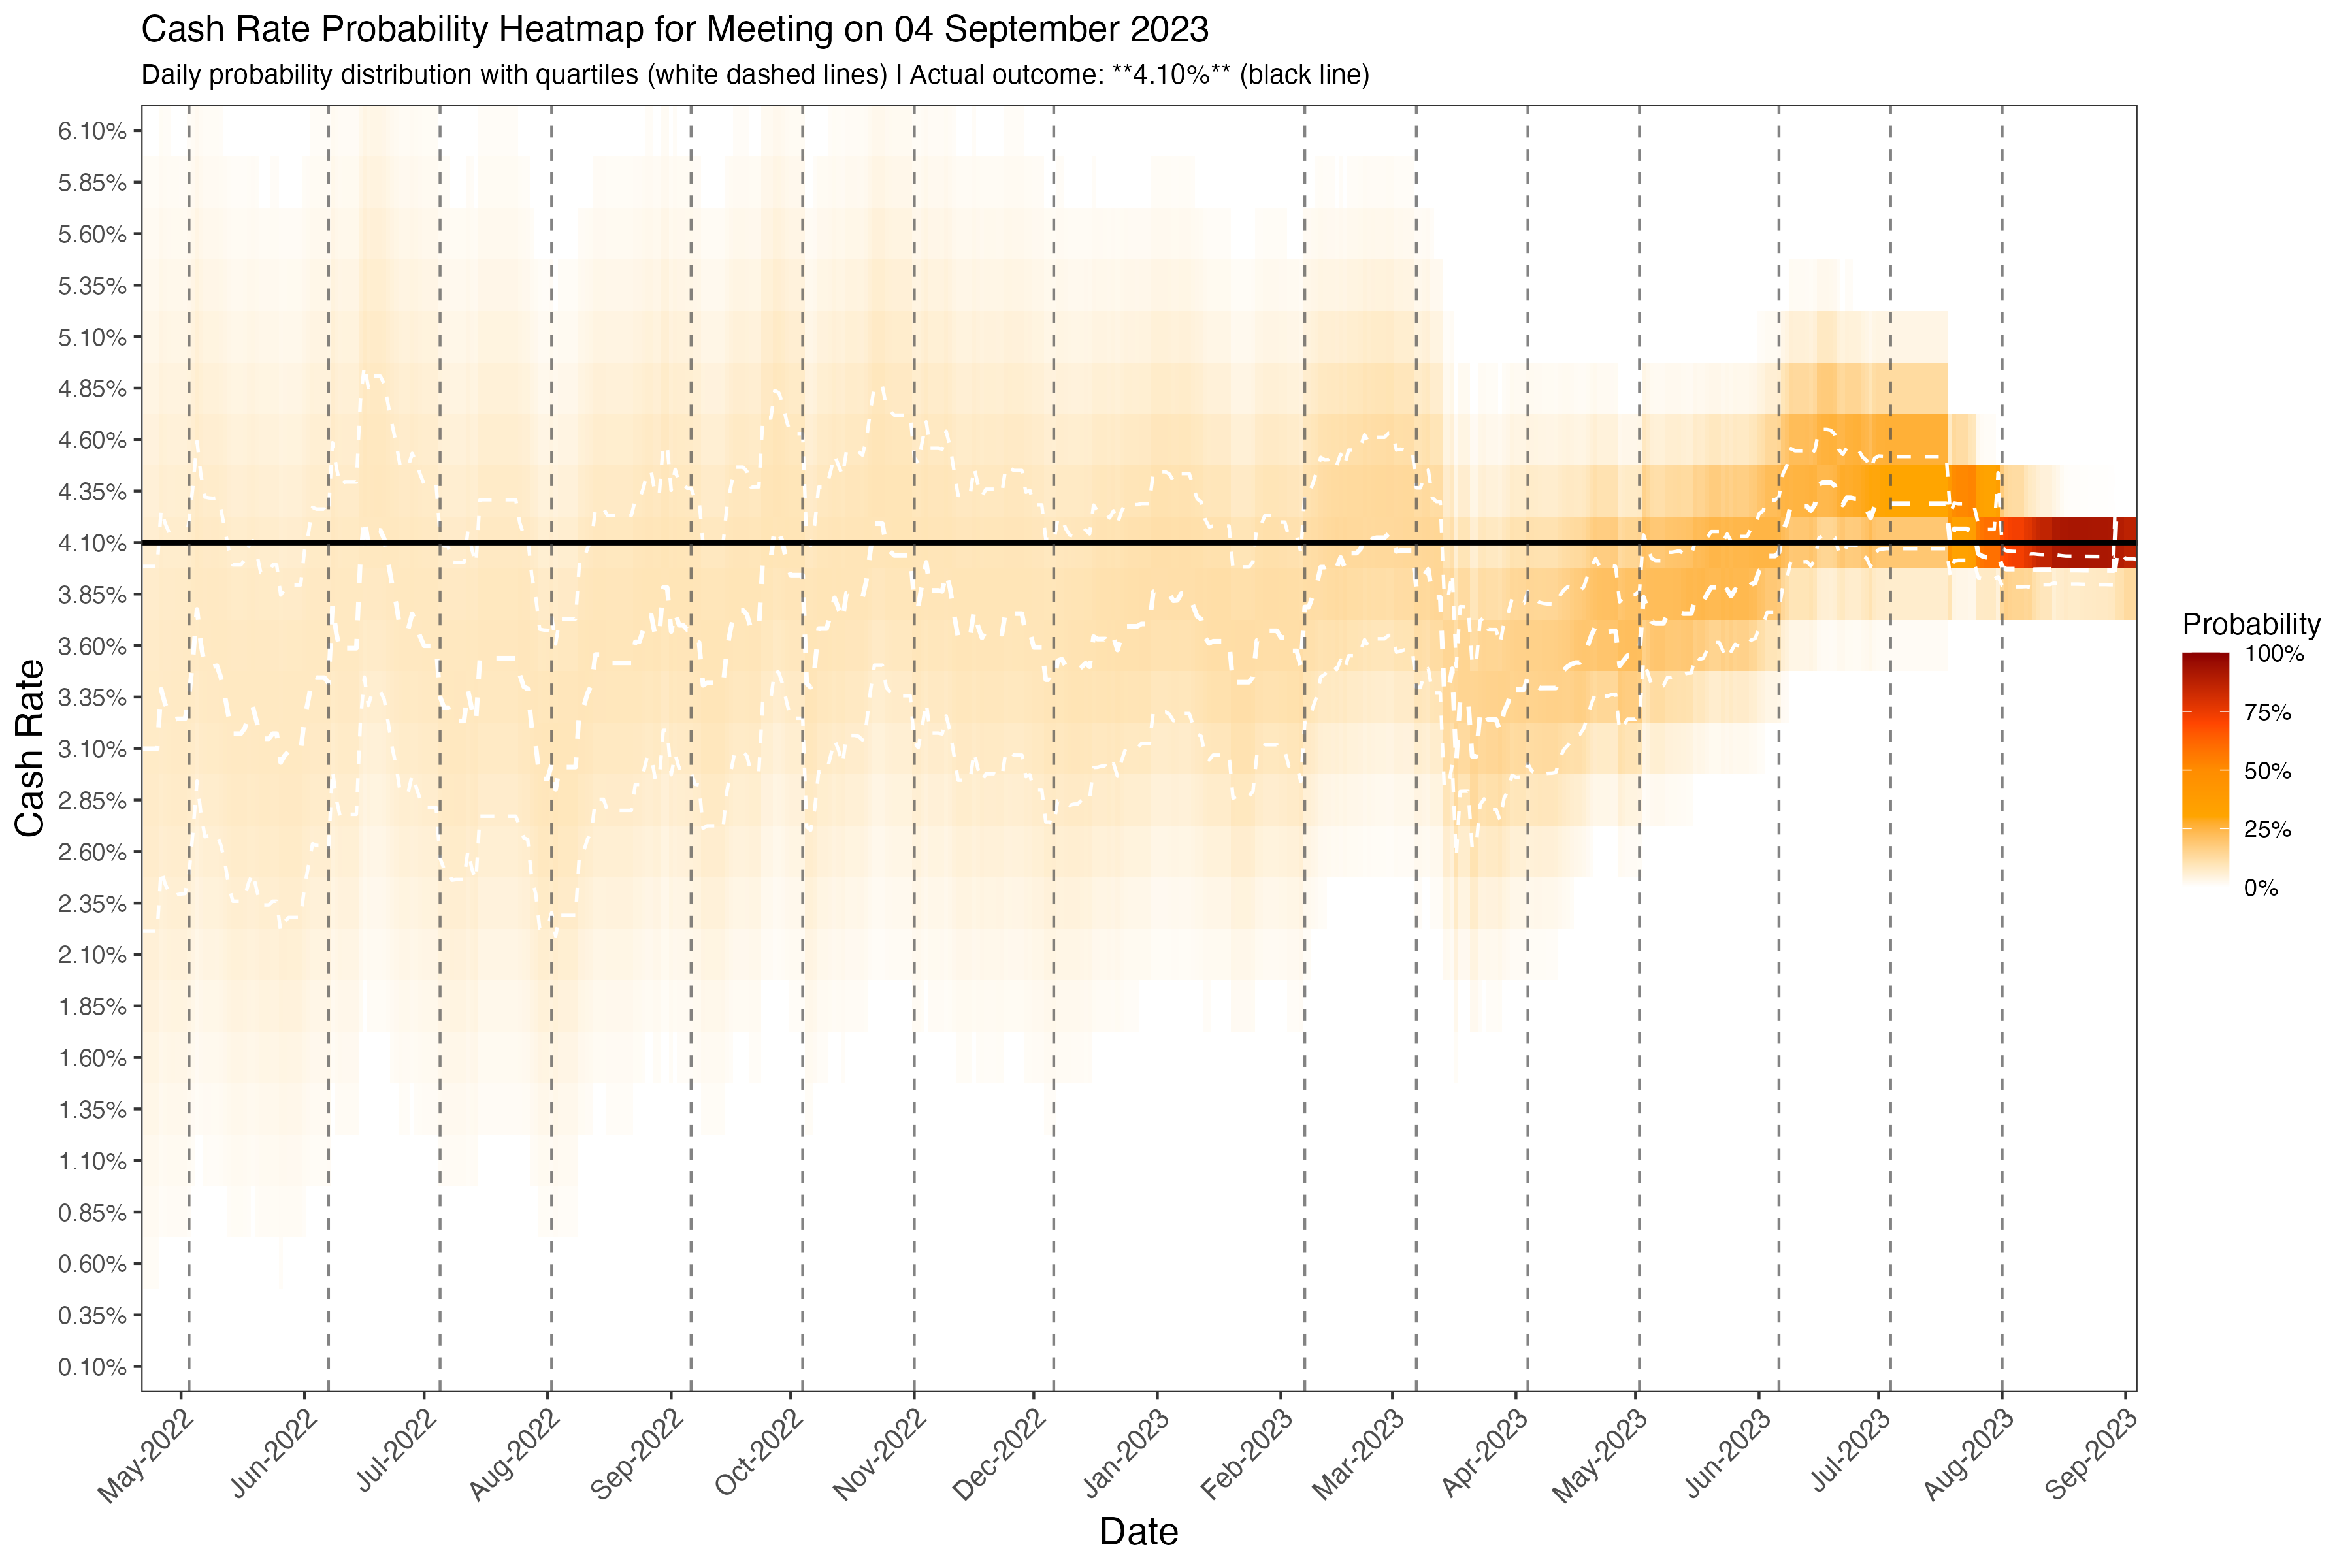 Cash Rate Probability Heatmap for Meeting on 04 September 2023
Daily probability distribution with quartiles (white dashed lines) | Actual outcome: **4.10%** (black line)
Cash Rate
6.10%
5.85%
5.60%
5.35%
5.10%
4.85%
4.60%
4.35%
4.10%
3.85%
3.60%
3.35%
3.10%
2.85%
2.60%
2.35%
2.10%
1.85%
1.60%
1.35%
1.10%
0.85%
0.60%
0.35%
0.10%
May-2022
Jun-2022
Jul-2022
Aug-2022
Sep-2022
Oct-2022
Nov-2022
Dec-2022
Jan-2023
Feb-2023
Mar-2023
Apr-2023
May-2023
Jun-2023
Jul-2023
Aug-2023
Sep-2023
Date
Probability
100%
75%
50%
25%
0%